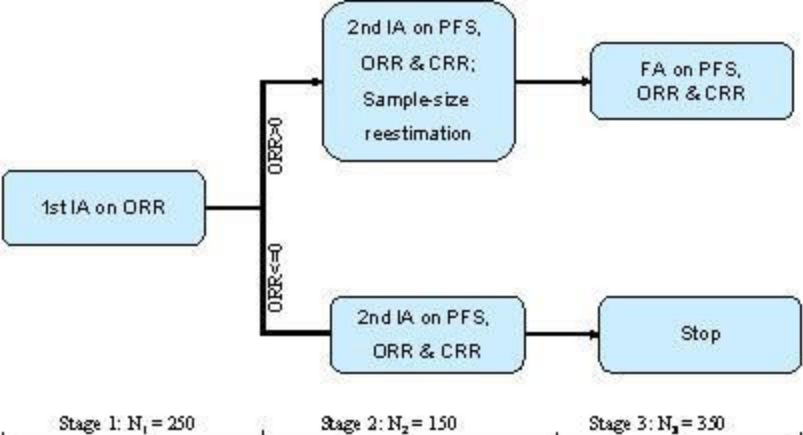 2nd IA on PFS,
ORR & CRR;
Sample-size
reestimation
FA on PFS,
ORR & CRR
ORR>0
1st IA on ORR
ORR<=0
2nd IA on PFS,
ORR & CRR
Stop
Stage 1: N₁ = 250
Stage 2: N₂ = 150
Stage 3: N₃ = 350